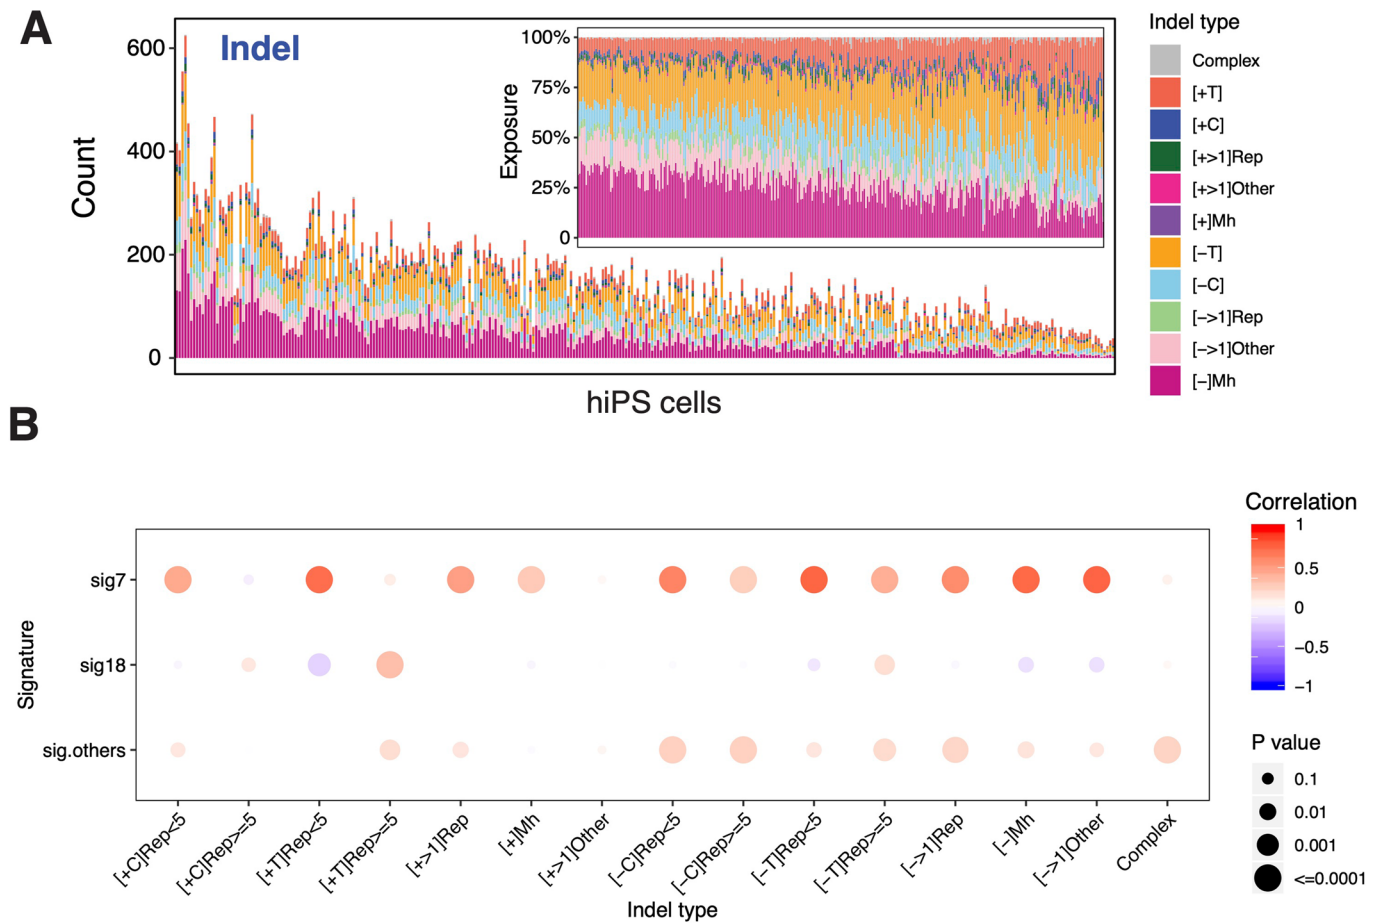 A
Indel
Count
600
400
200
0
Exposure
100%
75%
50%
25%
0
hiPS cells
Indel type
Complex
[+T]
[+C]
[+>1]Rep
[+>1]Other
[+]Mh
[−T]
[−C]
[−>1]Rep
[−>1]Other
[−]Mh
B
Signature
sig7
sig18
sig.others
[+C]Rep<5
[+C]Rep>=5
[+T]Rep<5
[+T]Rep>=5
[+>1]Rep
[+]Mh
[+>1]Other
[−C]Rep<5
[−C]Rep>=5
[−T]Rep<5
[−T]Rep>=5
[−>1]Rep
[−]Mh
[−>1]Other
Complex
Indel type
Correlation
1
0.5
0
−0.5
−1
P value
0.1
0.01
0.001
<=0.0001